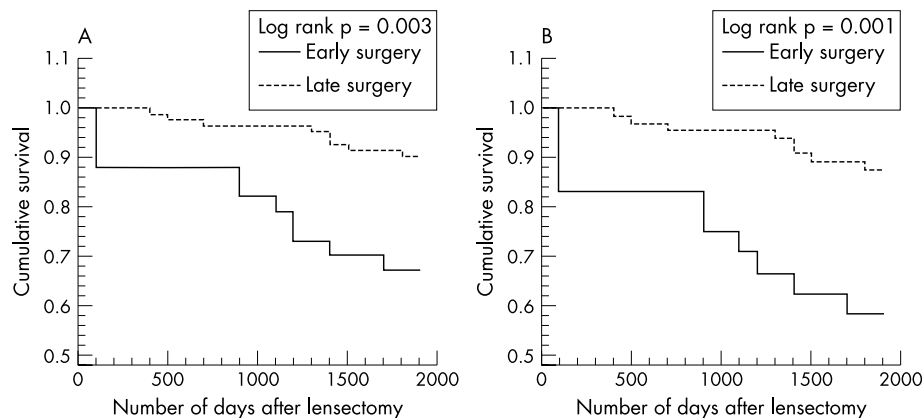 A
Log rank p = 0.003
Early surgery
Late surgery
1.1
1.0
0.9
0.8
0.7
0.6
0.5
Cumulative survival
0
500
1000
1500
2000
Number of days after lensectomy
B
Log rank p = 0.001
Early surgery
Late surgery
1.1
1.0
0.9
0.8
0.7
0.6
0.5
Cumulative survival
0
500
1000
1500
2000
Number of days after lensectomy